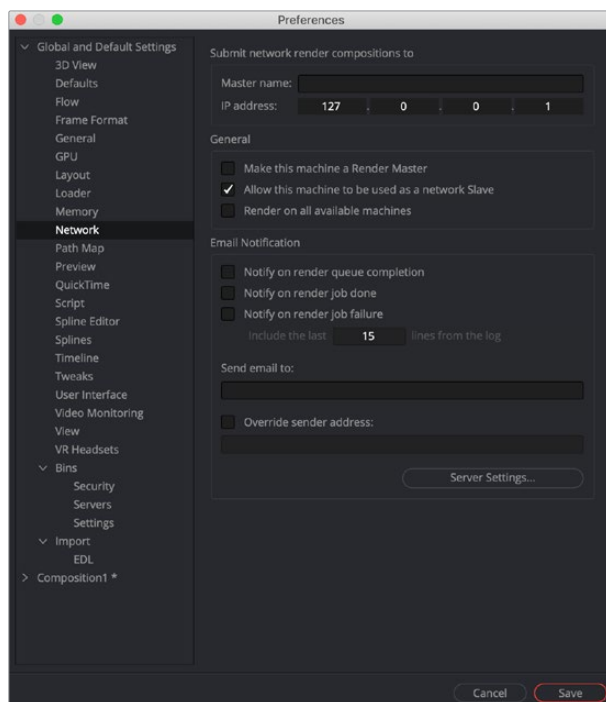 Preferences
Global and Default Settings
3D View
Defaults
Flow
Frame Format
General
GPU
Layout
Loader
Memory
Network
Path Map
Preview
QuickTime
Script
Spline Editor
Splines
Timeline
Tweaks
User Interface
Video Monitoring
View
VR Headsets
Bins
Security
Servers
Settings
Import
EDL
Composition1 *
Submit network render compositions to
Master name:
IP address: 127 . 0 . 0 . 1
General
Make this machine a Render Master
Allow this machine to be used as a network Slave
Render on all available machines
Email Notification
Notify on render queue completion
Notify on render job done
Notify on render job failure
Include the last 15 lines from the log
Send email to:
Override sender address:
Server Settings...
Cancel Save